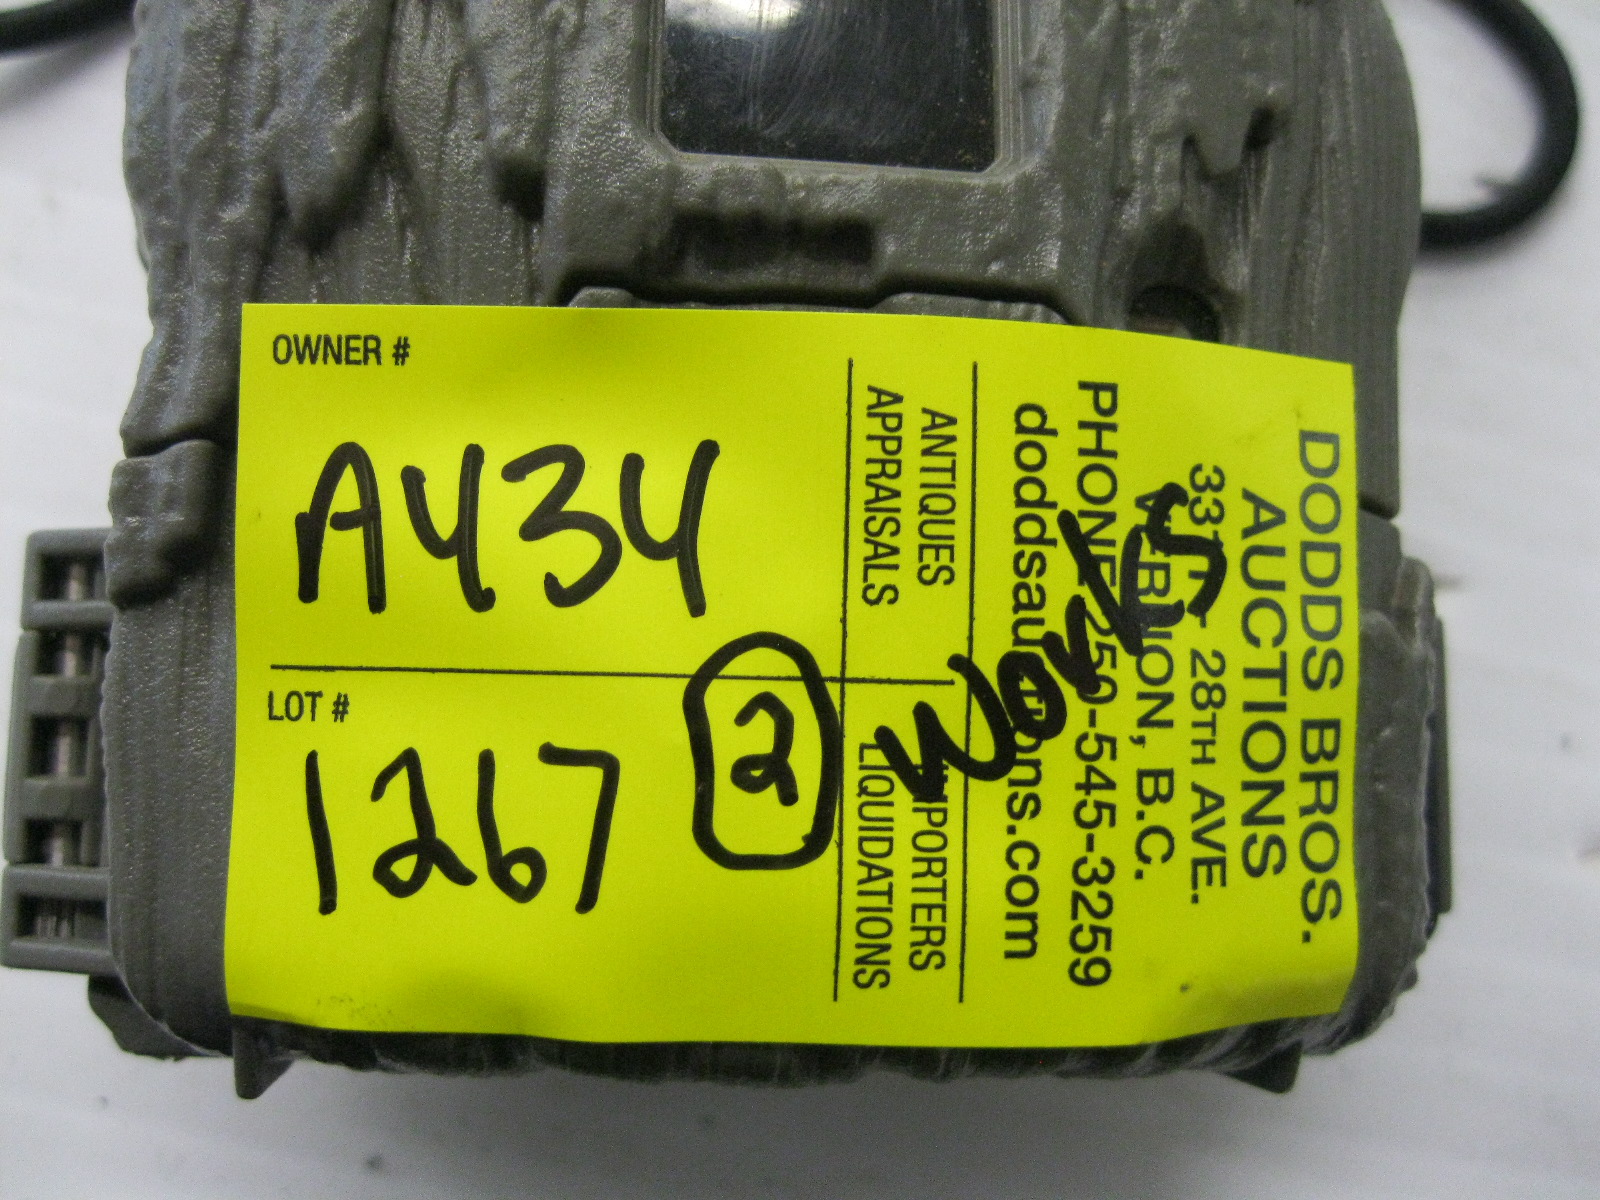 OWNER #
A434
LOT #
1267
2
Works
DODDS BROS.
AUCTIONS
28TH AVE.
VERNON, B.C.
PHONE 250-545-3259
doddsauctions.com
ANTIQUES IMPORTERS
APPRAISALS LIQUIDATIONS